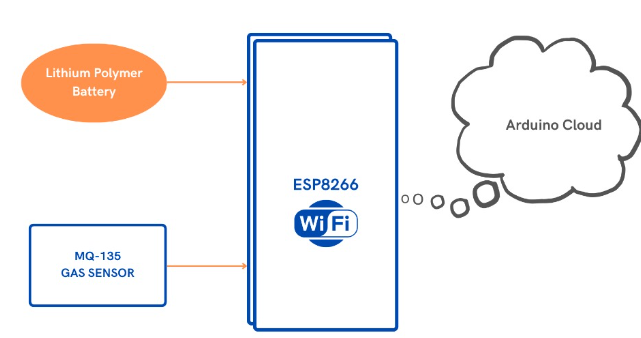 Lithium Polymer
Battery
Arduino Cloud
ESP8266
WiFi
MQ-135
GAS SENSOR